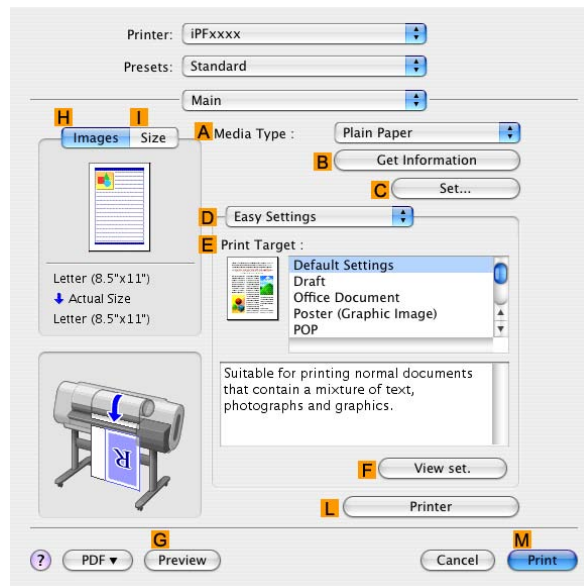 Printer: iPFxxxx
Presets: Standard
Main
H I
Images Size
A Media Type : Plain Paper
B Get Information
C Set...
D Easy Settings
E Print Target :
Default Settings
Draft
Office Document
Poster (Graphic Image)
POP
Letter (8.5"x11")
Actual Size
Letter (8.5"x11")
Suitable for printing normal documents
that contain a mixture of text,
photographs and graphics.
R
F View set.
L Printer
G M
? PDF Preview Cancel Print